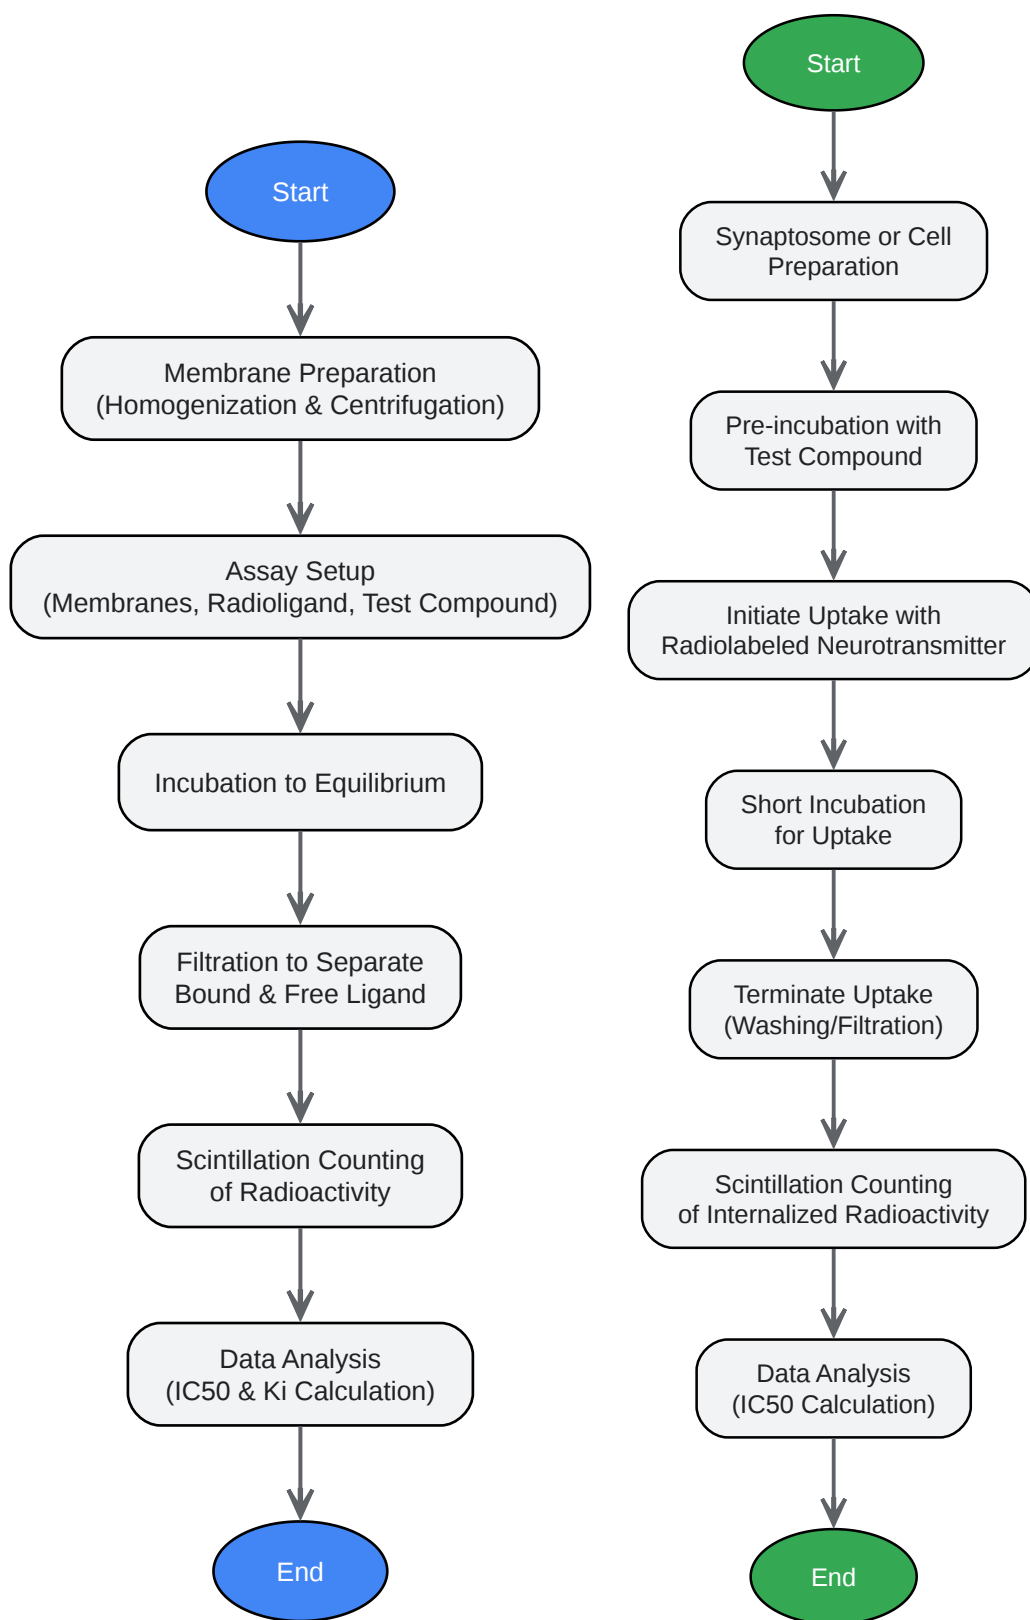 Start
Membrane Preparation
(Homogenization & Centrifugation)
Assay Setup
(Membranes, Radioligand, Test Compound)
Incubation to Equilibrium
Filtration to Separate
Bound & Free Ligand
Scintillation Counting
of Radioactivity
Data Analysis
(IC50 & Ki Calculation)
End
Start
Synaptosome or Cell
Preparation
Pre-incubation with
Test Compound
Initiate Uptake with
Radiolabeled Neurotransmitter
Short Incubation
for Uptake
Terminate Uptake
(Washing/Filtration)
Scintillation Counting
of Internalized Radioactivity
Data Analysis
(IC50 Calculation)
End